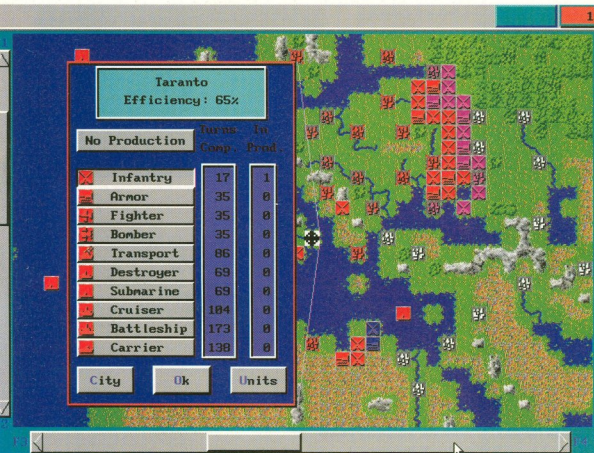 1
Taranto
Efficiency: 65%
Turns In
No Production Comp. Prod.
Infantry 17 1
Armor 35 0
Fighter 35 0
Bomber 35 0
Transport 86 0
Destroyer 69 0
Submarine 69 0
Cruiser 104 0
Battleship 173 0
Carrier 138 0
City Ok Units